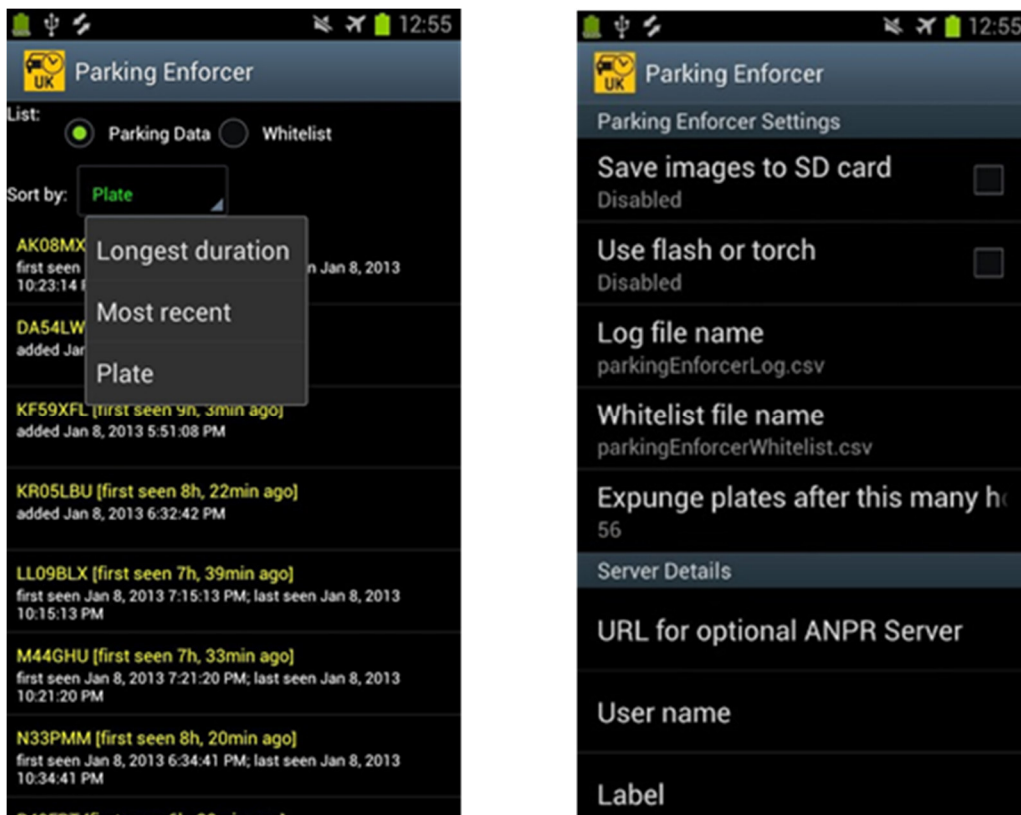 12:55
UK
Parking Enforcer
List:
Parking Data
Whitelist
Sort by:
Plate
Longest duration
Most recent
Plate
AK08MX
first seen
n Jan 8, 2013
10:23:14
DA54LW
added Jan
KF59XFL [first seen 9h, 3min ago]
added Jan 8, 2013 5:51:08 PM
KR05LBU [first seen 8h, 22min ago]
added Jan 8, 2013 6:32:42 PM
LL09BLX [first seen 7h, 39min ago]
first seen Jan 8, 2013 7:15:13 PM; last seen Jan 8, 2013
10:15:13 PM
M44GHU [first seen 7h, 33min ago]
first seen Jan 8, 2013 7:21:20 PM; last seen Jan 8, 2013
10:21:20 PM
N33PMM [first seen 8h, 20min ago]
first seen Jan 8, 2013 6:34:41 PM; last seen Jan 8, 2013
10:34:41 PM
12:55
UK
Parking Enforcer
Parking Enforcer Settings
Save images to SD card
Disabled
Use flash or torch
Disabled
Log file name
parkingEnforcerLog.csv
Whitelist file name
parkingEnforcerWhitelist.csv
Expunge plates after this many h
56
Server Details
URL for optional ANPR Server
User name
Label